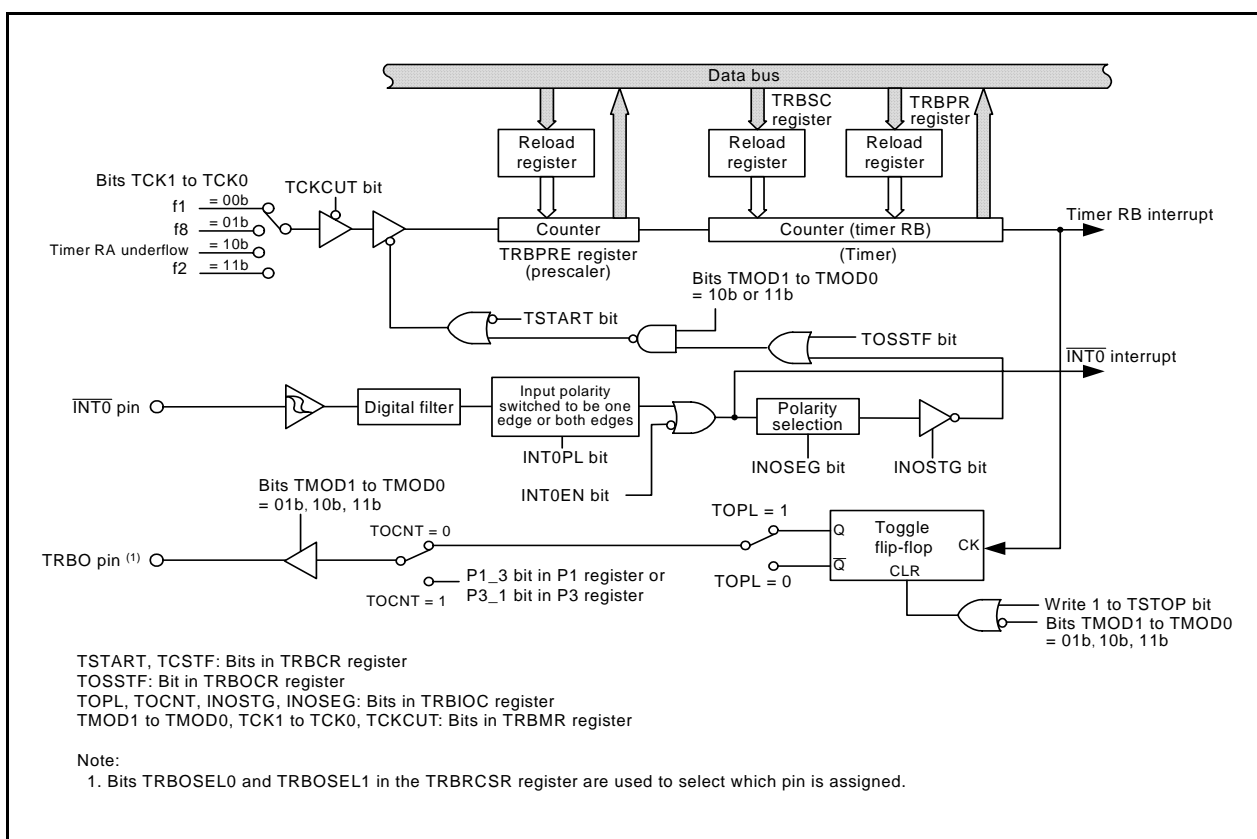 Data bus
TRBSC
register
TRBPR
register
Reload
register
Reload
register
Reload
register
Bits TCK1 to TCK0
TCKCUT bit
f1
= 00b
f8
= 01b
Timer RA underflow
= 10b
f2
= 11b
Counter
TRBPRE register
(prescaler)
Counter (timer RB)
(Timer)
Timer RB interrupt
Bits TMOD1 to TMOD0
= 10b or 11b
TSTART bit
TOSSTF bit
INT0 interrupt
INT0 pin
Digital filter
Input polarity
switched to be one
edge or both edges
Polarity
selection
INT0PL bit
INOSEG bit
INOSTG bit
INT0EN bit
Bits TMOD1 to TMOD0
= 01b, 10b, 11b
TOPL = 1
Q
Toggle
flip-flop
CK
Q
CLR
TOCNT = 0
TRBO pin (1)
TOPL = 0
P1_3 bit in P1 register or
P3_1 bit in P3 register
TOCNT = 1
Write 1 to TSTOP bit
Bits TMOD1 to TMOD0
= 01b, 10b, 11b
TSTART, TCSTF: Bits in TRBCR register
TOSSTF: Bit in TRBOCR register
TOPL, TOCNT, INOSTG, INOSEG: Bits in TRBIOC register
TMOD1 to TMOD0, TCK1 to TCK0, TCKCUT: Bits in TRBMR register
Note:
1. Bits TRBOSEL0 and TRBOSEL1 in the TRBRCSR register are used to select which pin is assigned.